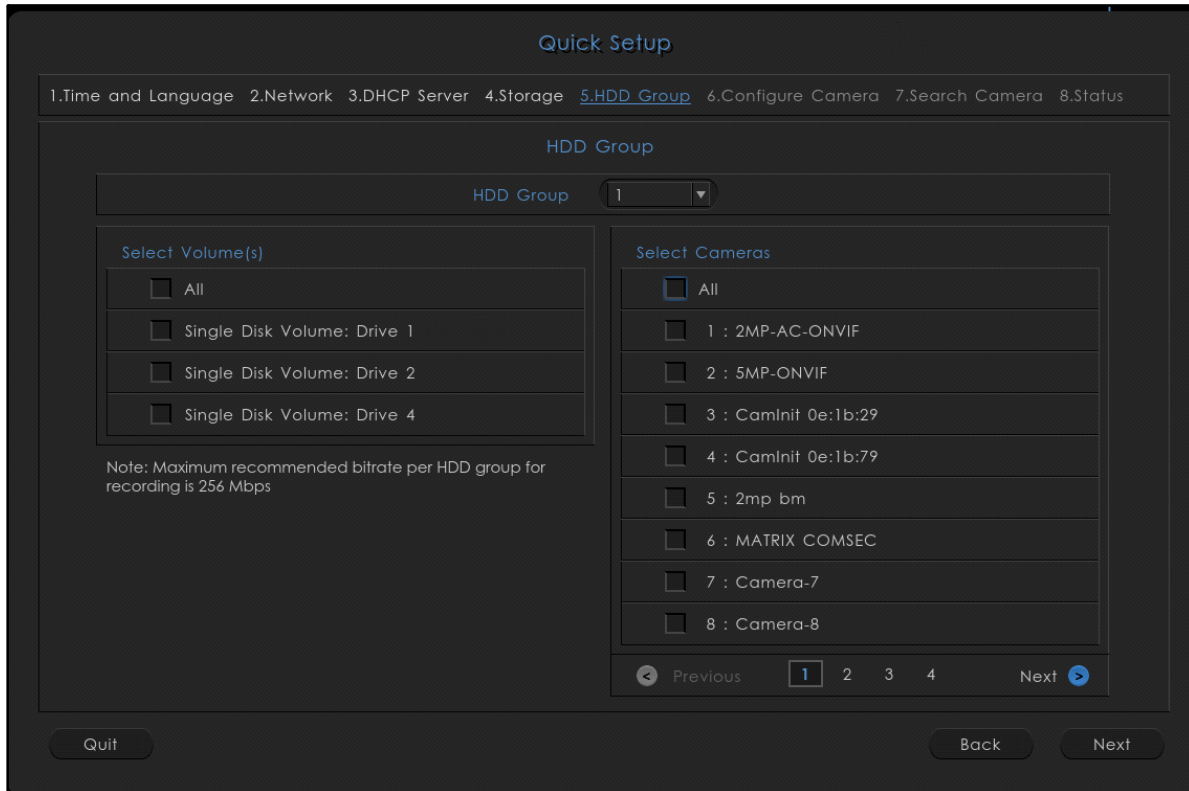 Quick Setup
1.Time and Language 2.Network 3.DHCP Server 4.Storage 5.HDD Group 6.Configure Camera 7.Search Camera 8.Status
HDD Group
HDD Group 1
Select Volume(s)
All
Single Disk Volume: Drive 1
Single Disk Volume: Drive 2
Single Disk Volume: Drive 4
Note: Maximum recommended bitrate per HDD group for
recording is 256 Mbps
Select Cameras
All
1 : 2MP-AC-ONVIF
2 : 5MP-ONVIF
3 : CamInit 0e:1b:29
4 : CamInit 0e:1b:79
5 : 2mp bm
6 : MATRIX COMSEC
7 : Camera-7
8 : Camera-8
< Previous 1 2 3 4 Next >
Quit Back Next